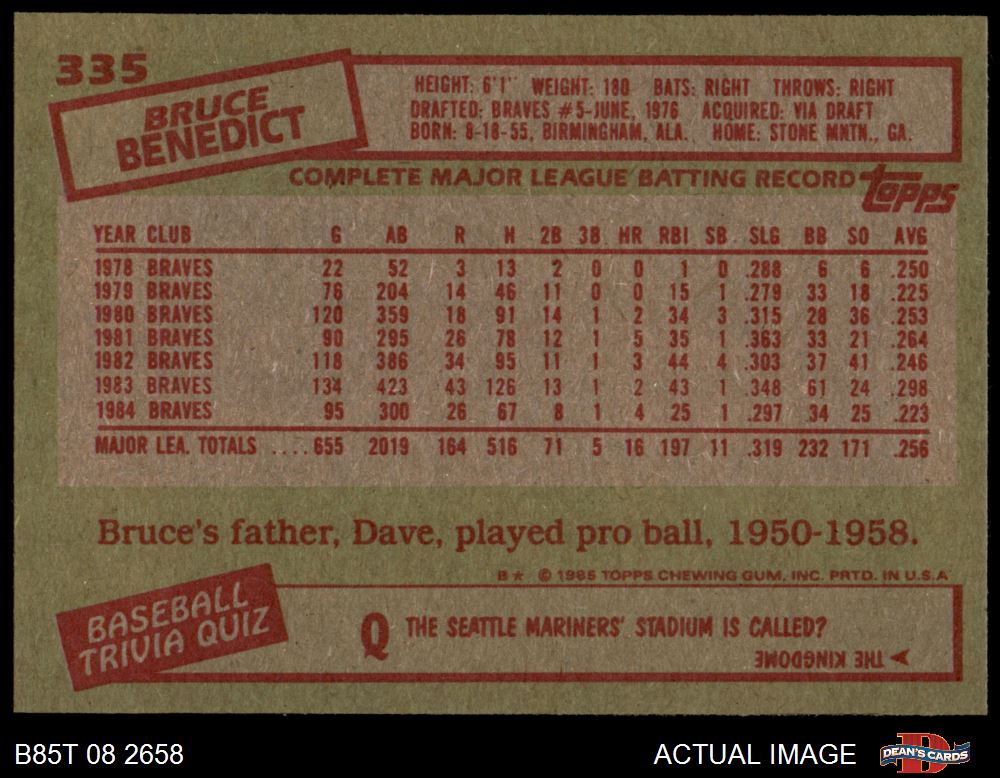 335
BRUCE
BENEDICT
HEIGHT: 6'1" WEIGHT: 180 BATS: RIGHT THROWS: RIGHT
DRAFTED: BRAVES #5-JUNE, 1976 ACQUIRED: VIA DRAFT
BORN: 8-18-55, BIRMINGHAM, ALA. HOME: STONE MNTN., GA.
COMPLETE MAJOR LEAGUE BATTING RECORD
TOPPS
YEAR CLUB G AB R H 2B 3B HR RBI SB SLG BB SO AVG
1978 BRAVES 22 52 3 13 2 0 0 1 0 .288 6 6 .250
1979 BRAVES 76 204 14 46 11 0 0 15 1 .279 33 18 .225
1980 BRAVES 120 359 18 91 14 1 2 34 3 .315 28 36 .253
1981 BRAVES 90 295 26 78 12 1 5 35 1 .363 33 21 .264
1982 BRAVES 118 386 34 95 11 1 3 44 4 .303 37 41 .246
1983 BRAVES 134 423 43 126 13 1 2 43 1 .348 61 24 .298
1984 BRAVES 95 300 26 67 8 1 4 25 1 .297 34 25 .223
MAJOR LEA. TOTALS ....655 2019 164 516 71 5 16 197 11 .319 232 171 .256
Bruce's father, Dave, played pro ball, 1950-1958.
B★ © 1985 TOPPS CHEWING GUM, INC. PRTD. IN U.S.A
BASEBALL
TRIVIA QUIZ
Q THE SEATTLE MARINERS' STADIUM IS CALLED?
THE KINGDOME
B85T 08 2658
ACTUAL IMAGE
D
DEAN'S CARDS